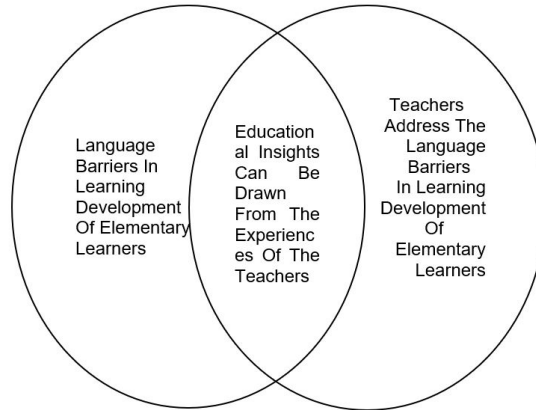 Language
Barriers In
Learning
Development
Of Elementary
Learners
Education
al Insights
Can Be
Drawn
From The
Experienc
es Of The
Teachers
Teachers
Address The
Language
Barriers
In Learning
Development
Of
Elementary
Learners